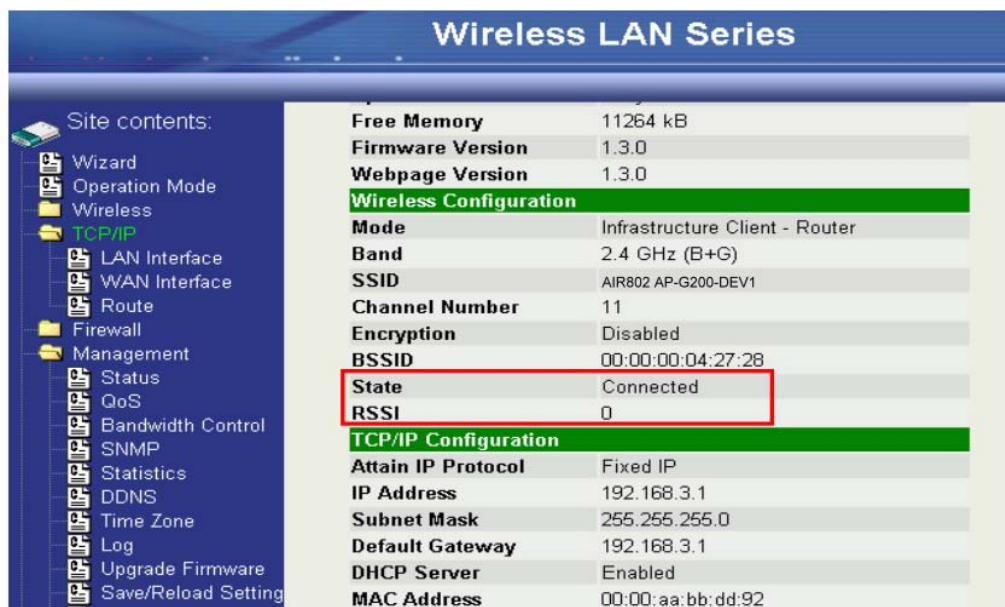 Wireless LAN Series
Site contents:
Wizard
Operation Mode
Wireless
TCP/IP
LAN Interface
WAN Interface
Route
Firewall
Management
Status
QoS
Bandwidth Control
SNMP
Statistics
DDNS
Time Zone
Log
Upgrade Firmware
Save/Reload Setting
Free Memory 11264 kB
Firmware Version 1.3.0
Webpage Version 1.3.0
Wireless Configuration
Mode Infrastructure Client - Router
Band 2.4 GHz (B+G)
SSID AIR802 AP-G200-DEV1
Channel Number 11
Encryption Disabled
BSSID 00:00:00:04:27:28
State Connected
RSSI 0
TCP/IP Configuration
Attain IP Protocol Fixed IP
IP Address 192.168.3.1
Subnet Mask 255.255.255.0
Default Gateway 192.168.3.1
DHCP Server Enabled
MAC Address 00:00:aa:bb:dd:92